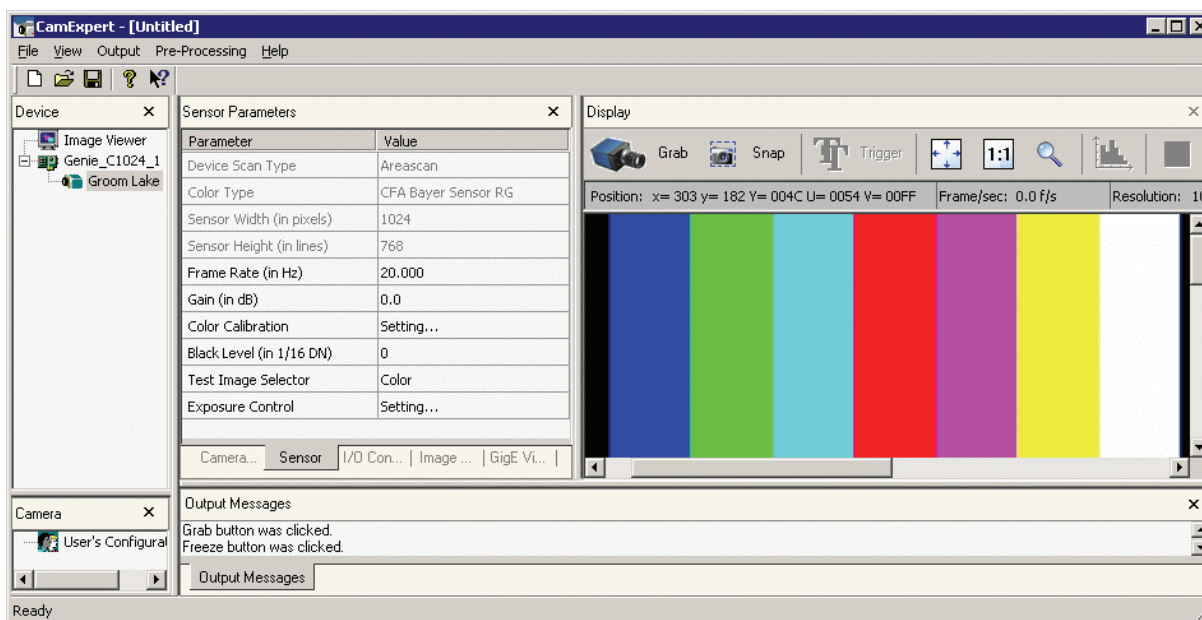 CamExpert - [Untitled]
File View Output Pre-Processing Help
Device
Image Viewer
Genie_C1024_1
Groom Lake
Sensor Parameters
Parameter Value
Device Scan Type Areascan
Color Type CFA Bayer Sensor RG
Sensor Width (in pixels) 1024
Sensor Height (in lines) 768
Frame Rate (in Hz) 20.000
Gain (in dB) 0.0
Color Calibration Setting...
Black Level (in 1/16 DN) 0
Test Image Selector Color
Exposure Control Setting...
Camera... Sensor I/O Con... | Image ... | GigE Vi... |
Display
Grab Snap Trigger 1:1
Position: x= 303 y= 182 Y= 004C U= 0054 V= 00FF Frame/sec: 0.0 f/s Resolution: 10
Camera
User's Configurat
Output Messages
Grab button was clicked.
Freeze button was clicked.
Output Messages
Ready